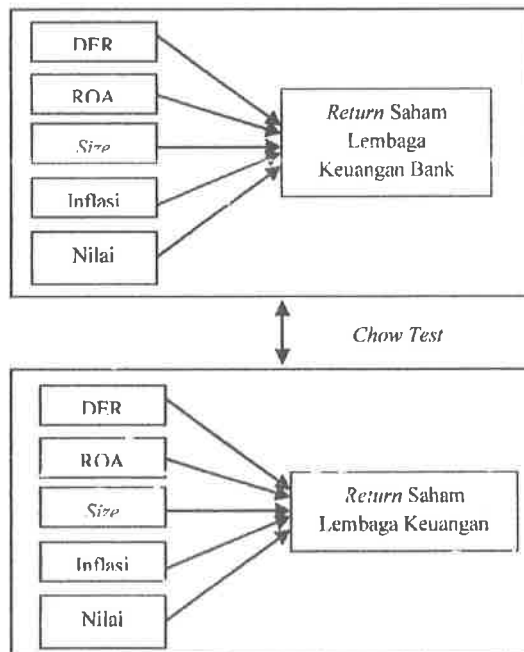 DER
ROA
Size
Inflasi
Nilai
Return Saham
Lembaga
Keuangan Bank
Chow Test
DER
ROA
Size
Inflasi
Nilai
Return Saham
Lembaga Keuangan